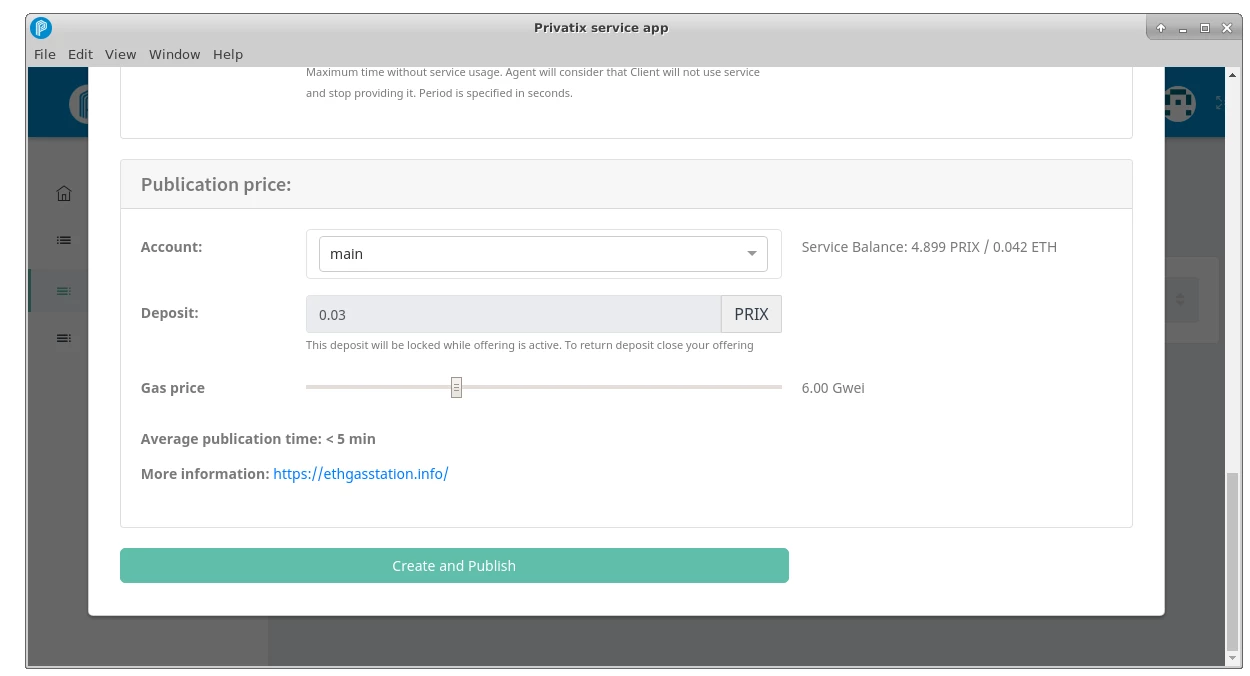 Privatix service app
File Edit View Window Help
Maximum time without service usage. Agent will consider that Client will not use service
and stop providing it. Period is specified in seconds.
Publication price:
Account:
main
Service Balance: 4.899 PRIX / 0.042 ETH
Deposit:
0.03
PRIX
This deposit will be locked while offering is active. To return deposit close your offering
Gas price
6.00 Gwei
Average publication time: < 5 min
More information: https://ethgasstation.info/
Create and Publish